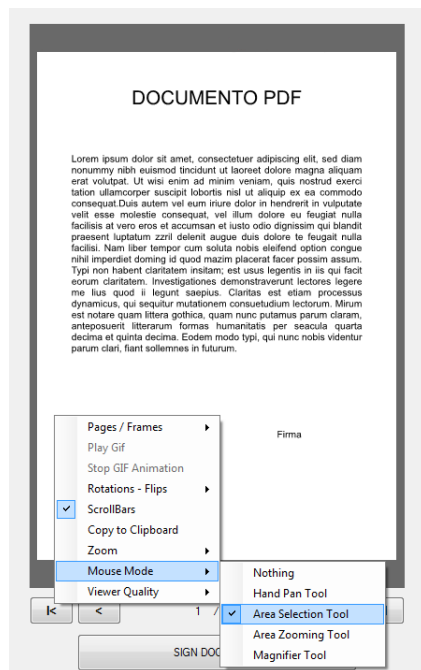 DOCUMENTO PDF
Lorem ipsum dolor sit amet, consectetuer adipiscing elit, sed diam
nonummy nibh euismod tincidunt ut laoreet dolore magna aliquam
erat volutpat. Ut wisi enim ad minim veniam, quis nostrud exerci
tation ullamcorper suscipit lobortis nisl ut aliquip ex ea commodo
consequat.Duis autem vel eum iriure dolor in hendrerit in vulputate
velit esse molestie consequat, vel illum dolore eu feugiat nulla
facilisis at vero eros et accumsan et iusto odio dignissim qui blandit
praesent luptatum zzril delenit augue duis dolore te feugait nulla
facilisi. Nam liber tempor cum soluta nobis eleifend option congue
nihil imperdiet doming id quod mazim placerat facer possim assum.
Typi non habent claritatem insitam; est usus legentis in iis qui facit
eorum claritatem. Investigationes demonstraverunt lectores legere
me lius quod ii legunt saepius. Claritas est etiam processus
dynamicus, qui sequitur mutationem consuetudium lectorum. Mirum
est notare quam littera gothica, quam nunc putamus parum claram,
anteposuerit litterarum formas humanitatis per seacula quarta
decima et quinta decima. Eodem modo typi, qui nunc nobis videntur
parum clari, fiant sollemnes in futurum.
Firma
Pages / Frames
Play Gif
Stop GIF Animation
Rotations - Flips
ScrollBars
Copy to Clipboard
Zoom
Mouse Mode
Viewer Quality
Nothing
Hand Pan Tool
Area Selection Tool
Area Zooming Tool
Magnifier Tool
|< < 1 /
SIGN DOC